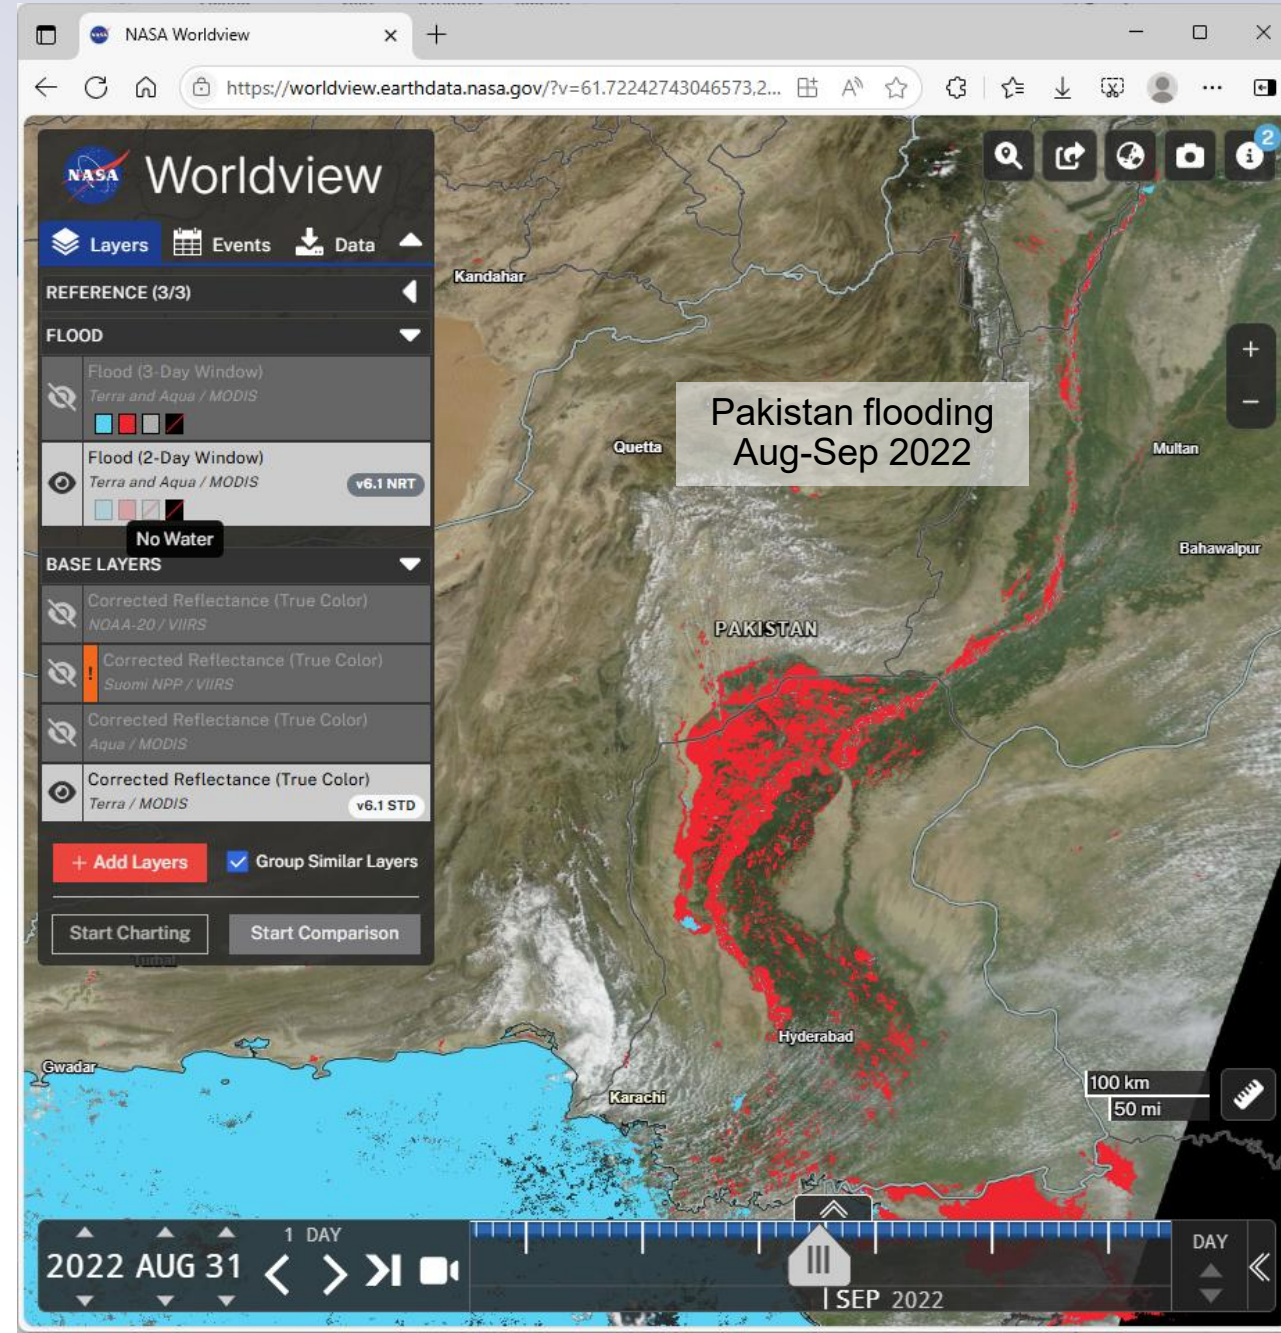 NASA Worldview
https://worldview.earthdata.nasa.gov/?v=61.72242743046573,2...
2
NASA
Worldview
Layers
Events
Data
REFERENCE (3/3)
FLOOD
Flood (3-Day Window)
Terra and Aqua / MODIS
Flood (2-Day Window)
Terra and Aqua / MODIS
v6.1 NRT
No Water
BASE LAYERS
Corrected Reflectance (True Color)
NOAA-20 / VIIRS
! Corrected Reflectance (True Color)
Suomi NPP / VIIRS
Corrected Reflectance (True Color)
Aqua / MODIS
Corrected Reflectance (True Color)
Terra / MODIS
v6.1 STD
+ Add Layers
Group Similar Layers
Start Charting
Start Comparison
Kandahar
Pakistan flooding
Aug-Sep 2022
Quetta
Multan
Bahawalpur
PAKISTAN
Turbat
Hyderabad
Gwadar
Karachi
100 km
50 mi
1 DAY
2022 AUG 31
SEP 2022
DAY